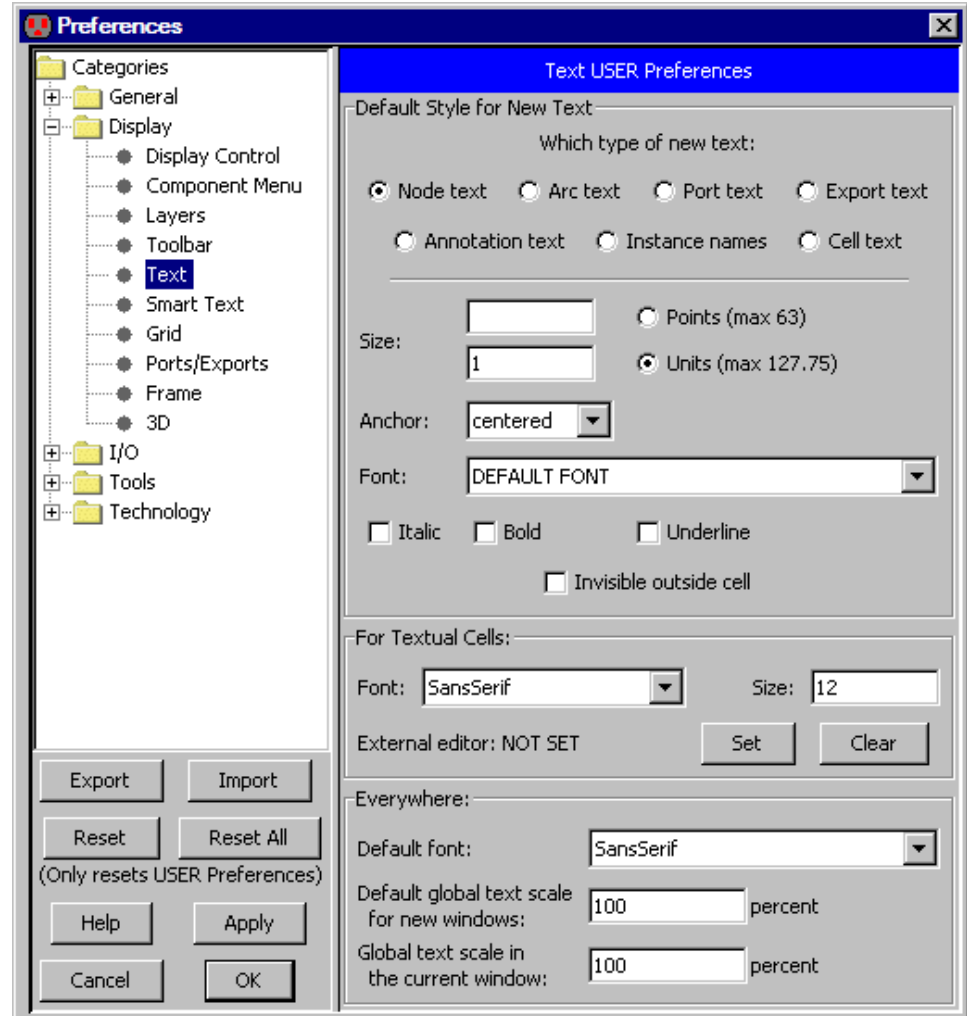 Preferences
Categories
General
Display
Display Control
Component Menu
Layers
Toolbar
Text
Smart Text
Grid
Ports/Exports
Frame
3D
I/O
Tools
Technology
Export Import
Reset Reset All
(Only resets USER Preferences)
Help Apply
Cancel OK
Text USER Preferences
Default Style for New Text
Which type of new text:
Node text Arc text Port text Export text
Annotation text Instance names Cell text
Points (max 63)
Size:
1 Units (max 127.75)
Anchor: centered
Font: DEFAULT FONT
Italic Bold Underline
Invisible outside cell
For Textual Cells:
Font: SansSerif Size: 12
External editor: NOT SET Set Clear
Everywhere:
Default font: SansSerif
Default global text scale
for new windows: 100 percent
Global text scale in
the current window: 100 percent